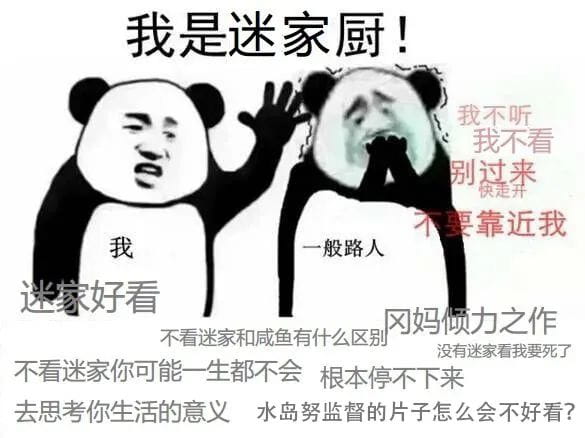 我是迷家厨！
我不听
我不看
别过来
快走开
不要靠近我
我
一般路人
迷家好看
冈妈倾力之作
不看迷家和咸鱼有什么区别
没有迷家看我要死了
不看迷家你可能一生都不会
根本停不下来
去思考你生活的意义
水岛努监督的片子怎么会不好看？